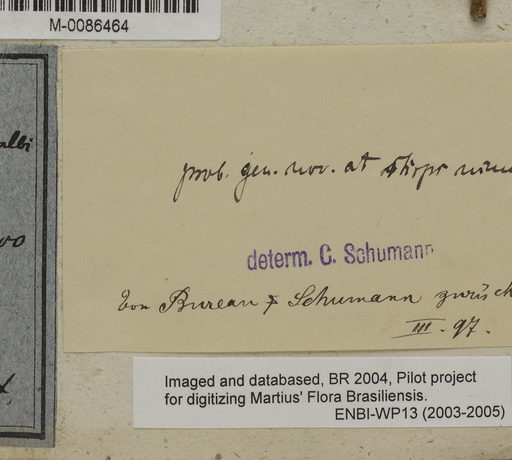 M-0086464
prob. gen. nov. at stirps
determ. C. Schumann
Von Bureau & Schumann zurück
III. 97.
Imaged and databased, BR 2004, Pilot project
for digitizing Martius' Flora Brasiliensis.
ENBI-WP13 (2003-2005)